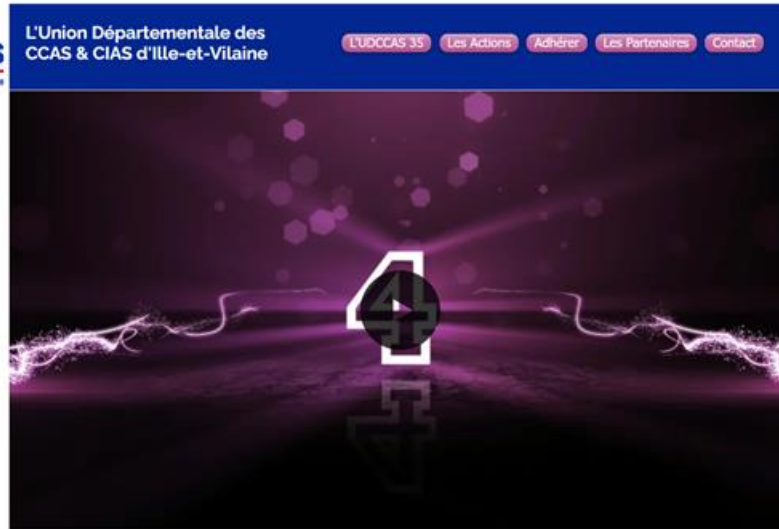 L'Union Départementale des
CCAS & CIAS d'Ille-et-Vilaine
L'UDCCAS 35
Les Actions
Adhérer
Les Partenaires
Contact
4